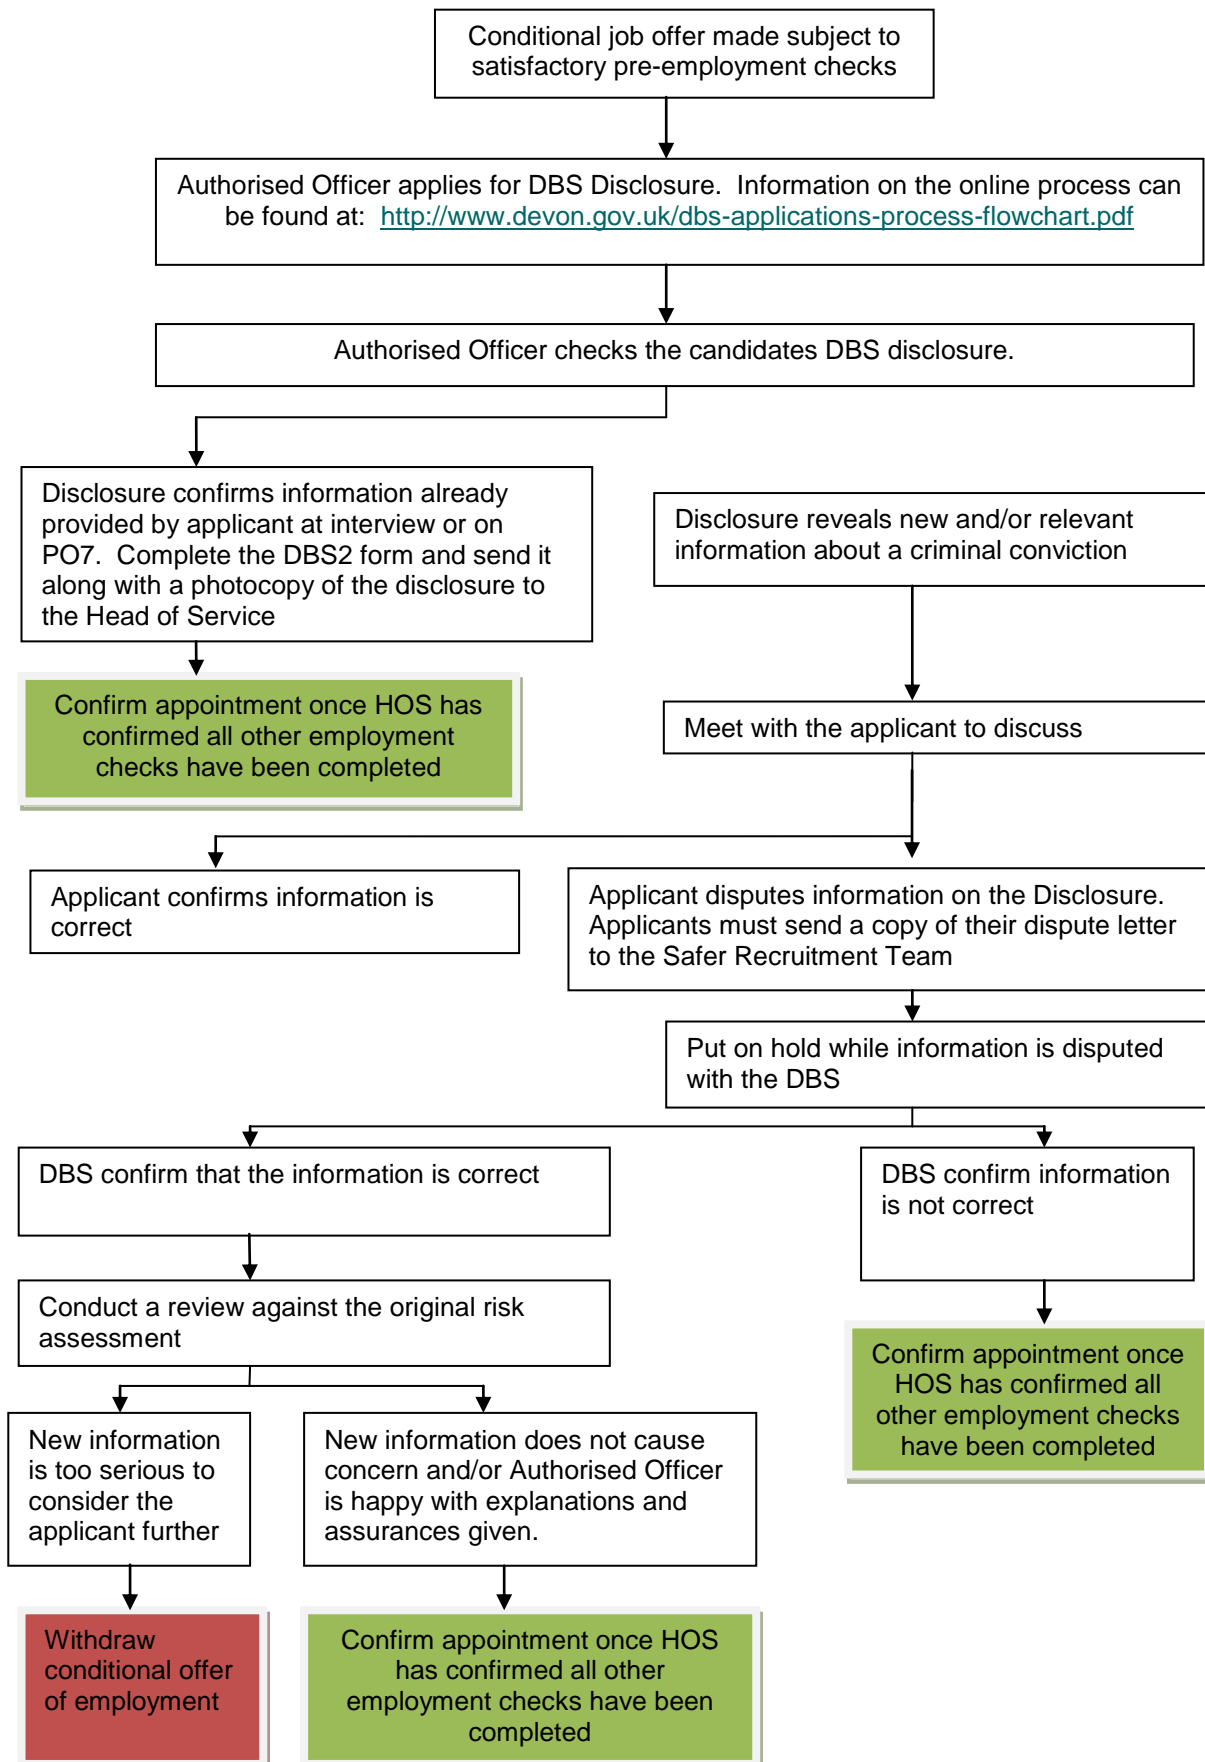 Conditional job offer made subject to
satisfactory pre-employment checks
Authorised Officer applies for DBS Disclosure.  Information on the online process can
be found at:  http://www.devon.gov.uk/dbs-applications-process-flowchart.pdf
Authorised Officer checks the candidates DBS disclosure.
Disclosure confirms information already
provided by applicant at interview or on
PO7.  Complete the DBS2 form and send it
along with a photocopy of the disclosure to
the Head of Service
Disclosure reveals new and/or relevant
information about a criminal conviction
Confirm appointment once HOS has
confirmed all other employment
checks have been completed
Meet with the applicant to discuss
Applicant confirms information is
correct
Applicant disputes information on the Disclosure.
Applicants must send a copy of their dispute letter
to the Safer Recruitment Team
Put on hold while information is disputed
with the DBS
DBS confirm that the information is correct
DBS confirm information
is not correct
Conduct a review against the original risk
assessment
Confirm appointment once
HOS has confirmed all
other employment checks
have been completed
New information
is too serious to
consider the
applicant further
New information does not cause
concern and/or Authorised Officer
is happy with explanations and
assurances given.
Withdraw
conditional offer
of employment
Confirm appointment once HOS
has confirmed all other
employment checks have been
completed